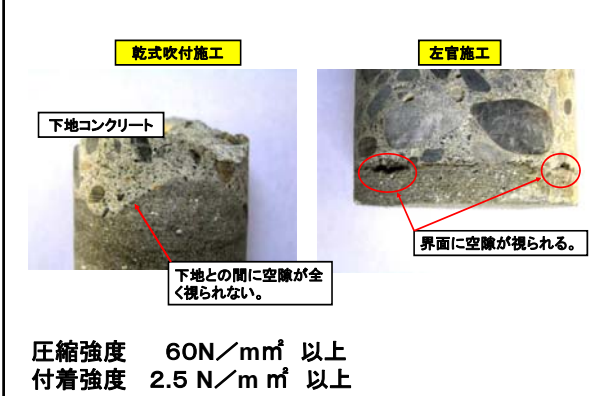 乾式吹付施工
左官施工
下地コンクリート
界面に空隙が視られる。
下地との間に空隙が全
く視られない。
圧縮強度 60N／mm² 以上
付着強度 2.5 N／m m² 以上